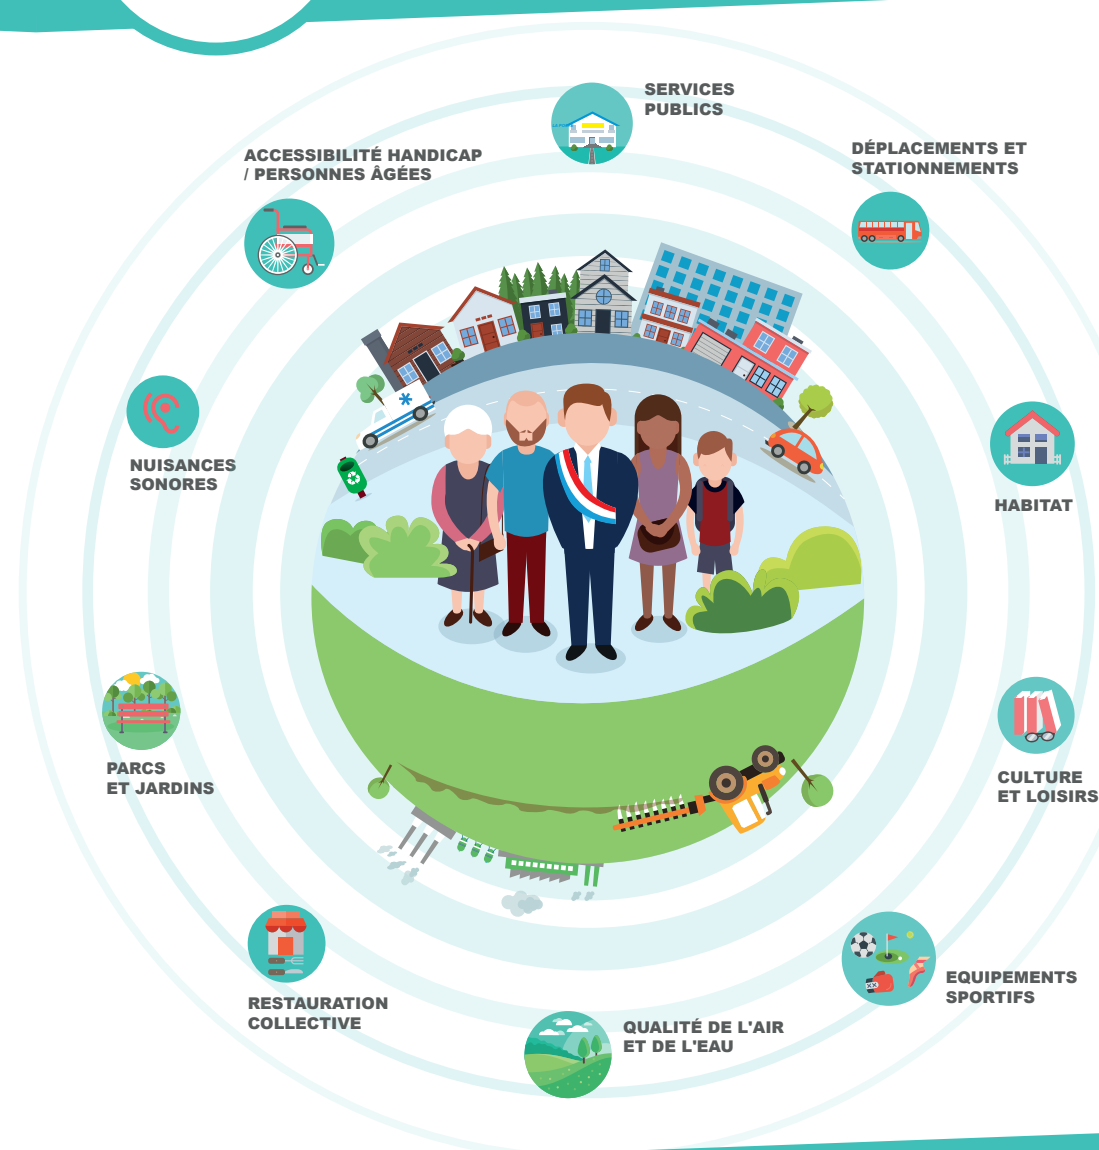 SERVICES
PUBLICS
DÉPLACEMENTS ET
STATIONNEMENTS
ACCESSIBILITÉ HANDICAP
/ PERSONNES ÂGÉES
NUISANCES
SONORES
HABITAT
PARCS
ET JARDINS
CULTURE
ET LOISIRS
RESTAURATION
COLLECTIVE
EQUIPEMENTS
SPORTIFS
QUALITÉ DE L'AIR
ET DE L'EAU